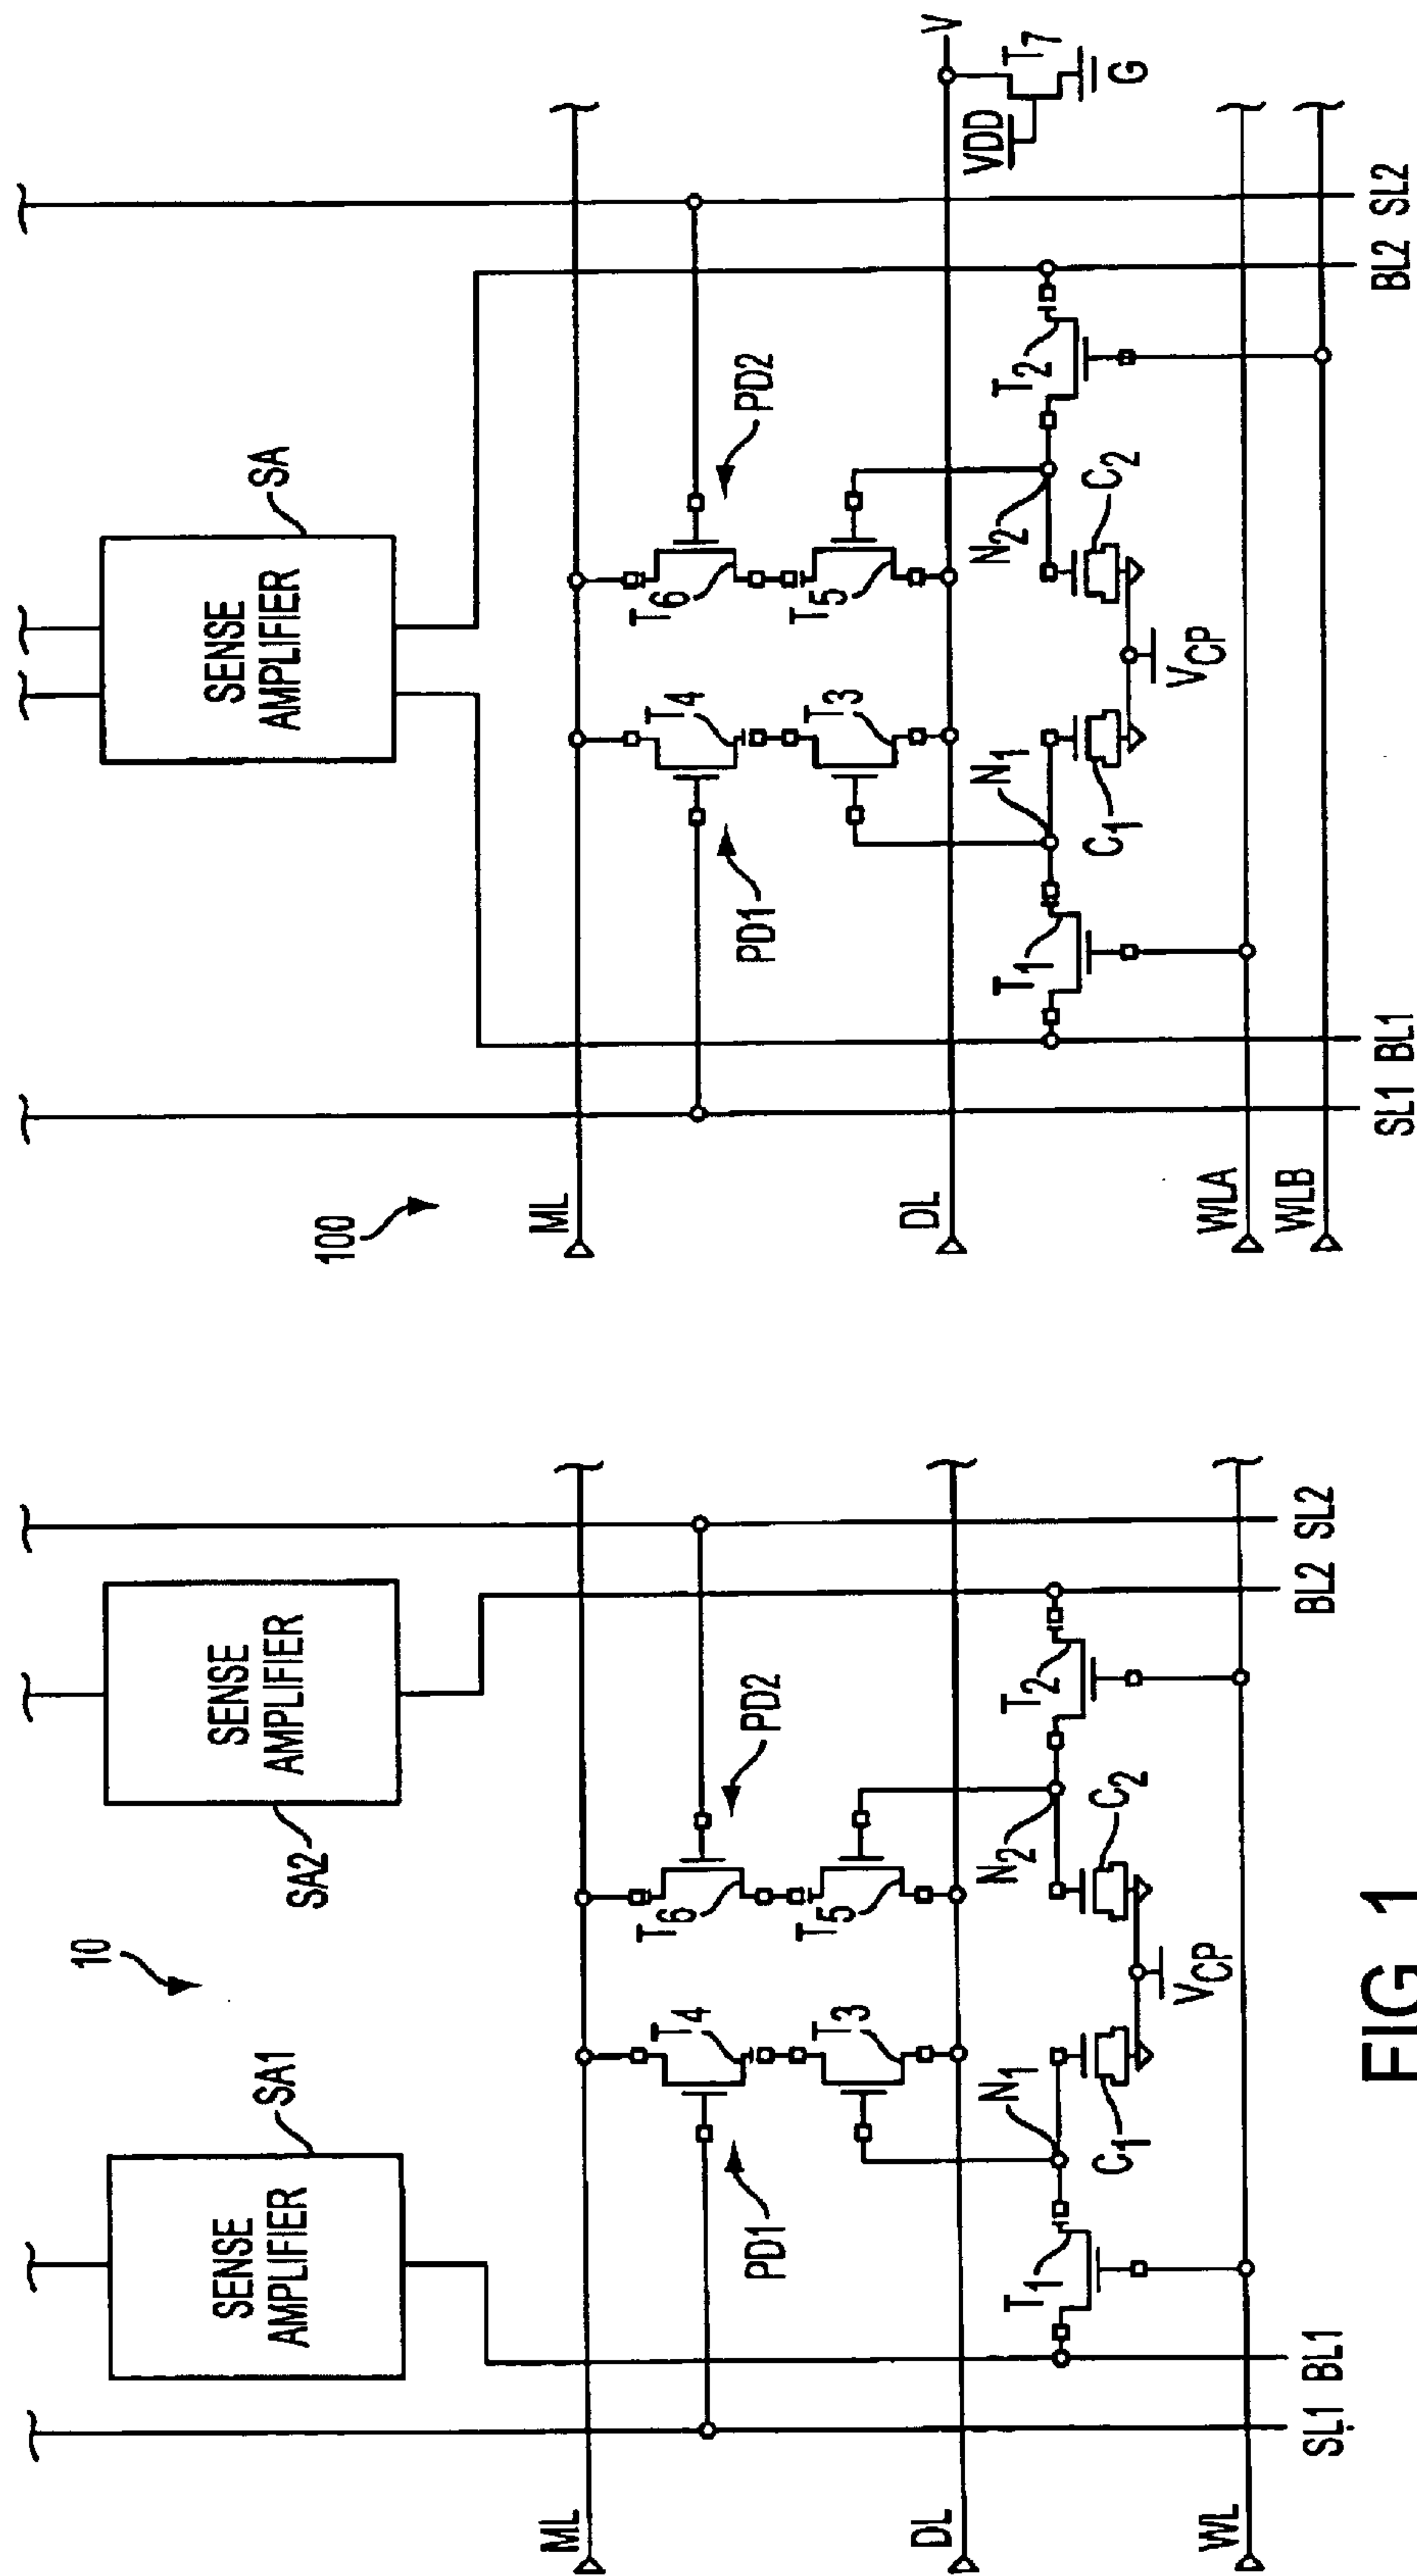 10
SENSE
AMPLIFIER
SA1
SENSE
AMPLIFIER
SA2
ML
PD1
T4
T6
PD2
T3
T5
DL
N1
N2
T1
T2
C1
C2
VCP
WL
SL1 BL1
BL2 SL2
FIG. 1
100
SENSE
AMPLIFIER
SA
ML
PD1
T4
T6
PD2
T3
T5
DL
V
VDD
T7
G
N1
N2
T1
T2
C1
C2
VCP
WLA
WLB
SL1 BL1
BL2 SL2